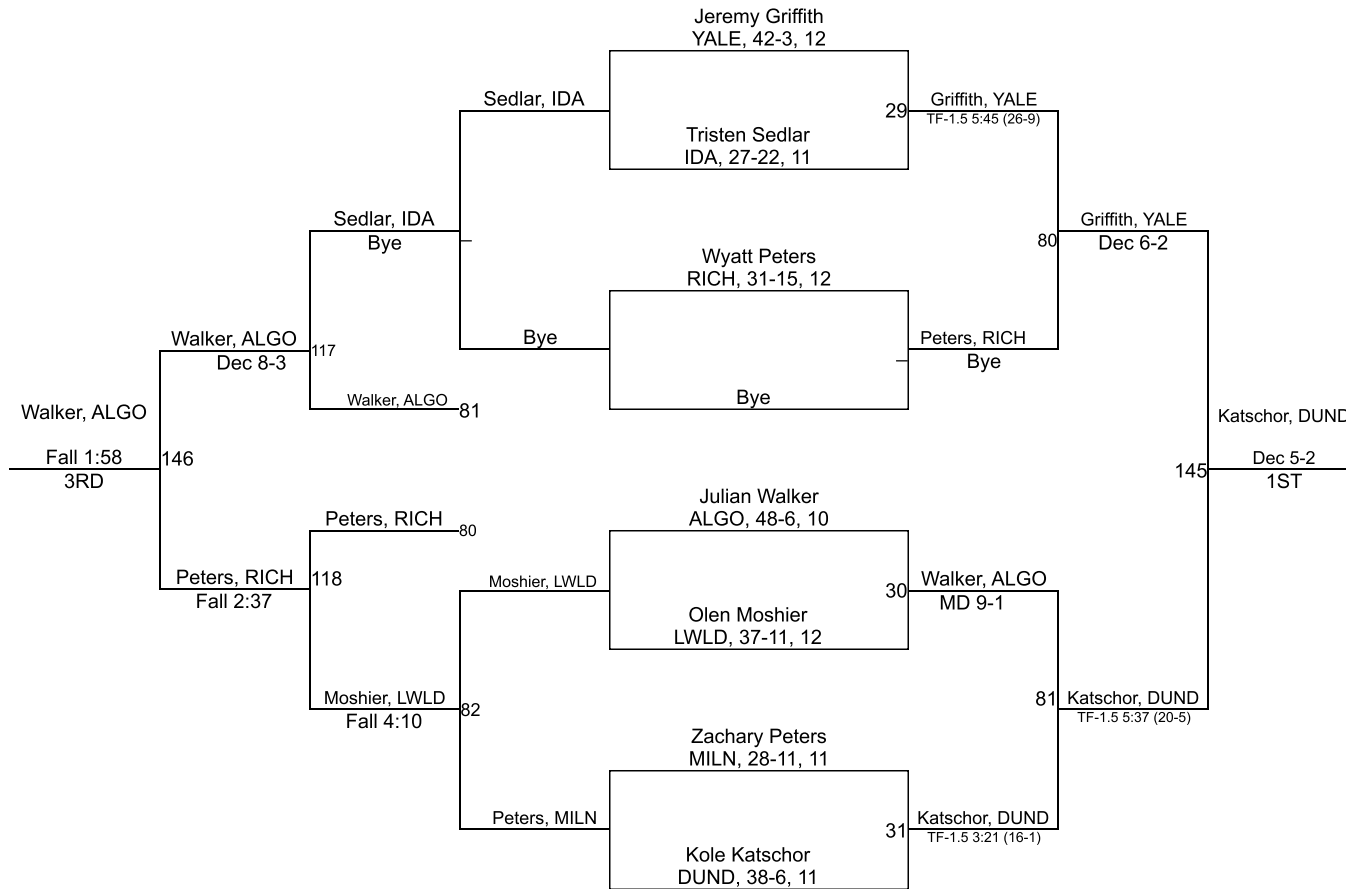 Jeremy Griffith
YALE, 42-3, 12
Sedlar, IDA
29
Griffith, YALE
TF-1.5 5:45 (26-9)
Tristen Sedlar
IDA, 27-22, 11
Sedlar, IDA
Bye
Griffith, YALE
80
Dec 6-2
Wyatt Peters
RICH, 31-15, 12
Walker, ALGO
117
Dec 8-3
Bye
Peters, RICH
Bye
Walker, ALGO
81
Bye
Walker, ALGO
Katschor, DUND
Fall 1:58
146
3RD
145
Dec 5-2
1ST
Julian Walker
ALGO, 48-6, 10
Peters, RICH
80
Peters, RICH
118
Fall 2:37
Moshier, LWLD
30
Walker, ALGO
MD 9-1
Olen Moshier
LWLD, 37-11, 12
Moshier, LWLD
82
Fall 4:10
81
Katschor, DUND
TF-1.5 5:37 (20-5)
Zachary Peters
MILN, 28-11, 11
Peters, MILN
31
Katschor, DUND
TF-1.5 3:21 (16-1)
Kole Katschor
DUND, 38-6, 11